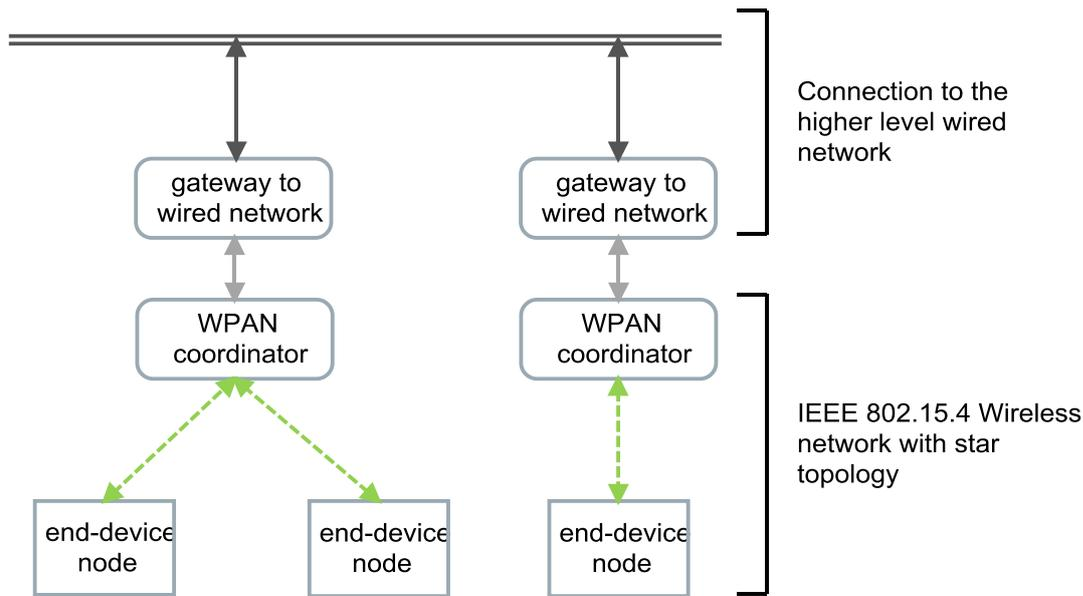 Connection to the
higher level wired
network
gateway to
wired network
gateway to
wired network
WPAN
coordinator
WPAN
coordinator
IEEE 802.15.4 Wireless
network with star
topology
end-device
node
end-device
node
end-device
node